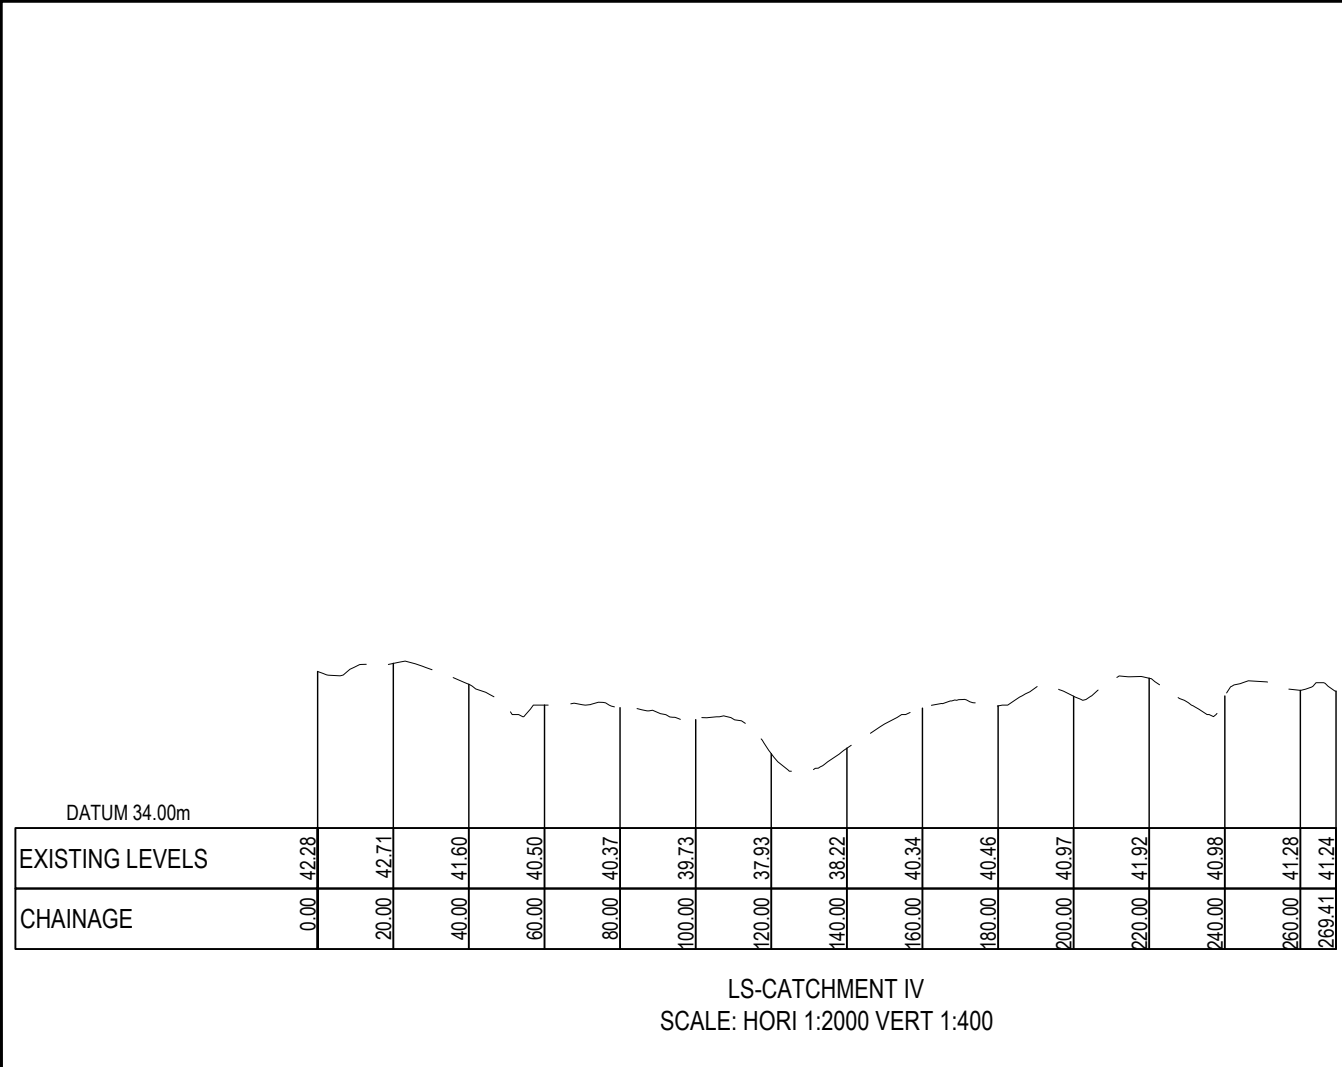 DATUM 34.00m
EXISTING LEVELS 42.28 42.71 41.60 40.50 40.37 39.73 37.93 38.22 40.34 40.46 40.97 41.92 40.98 41.28 41.24
CHAINAGE 0.00 20.00 40.00 60.00 80.00 100.00 120.00 140.00 160.00 180.00 200.00 220.00 240.00 260.00 269.41
LS-CATCHMENT IV
SCALE: HORI 1:2000 VERT 1:400